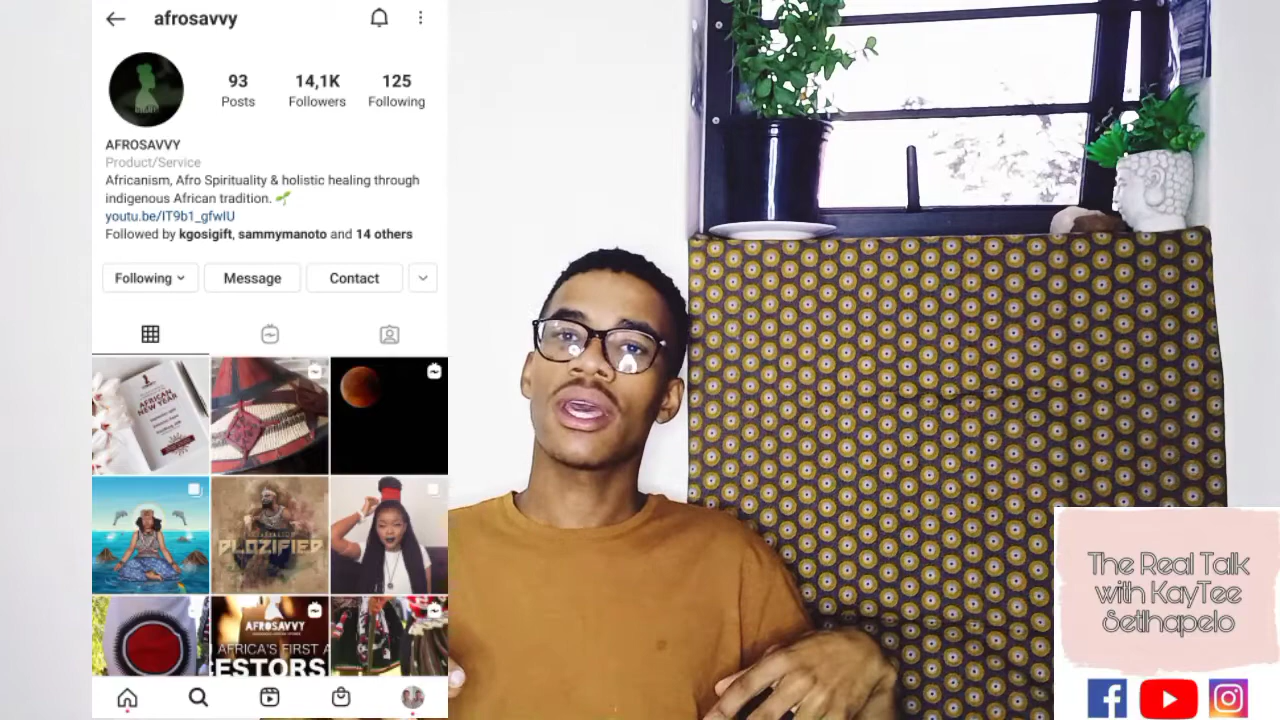 afrosavvy
93
14,1K
125
Posts
Followers
Following
AFROSAVVY
Product/Service
Africanism, Afro Spirituality & holistic healing through
indigenous African tradition. 🌱
youtu.be/IT9b1_gfwIU
Followed by kgosigift, sammymanoto and 14 others
Following
Message
Contact
AFRICAN
NEW YEAR
BLOZIFIED
AFROSAVVY
AFRICA'S FIRST A
ESTORS
The Real Talk
with KayTee
Setlhapelo